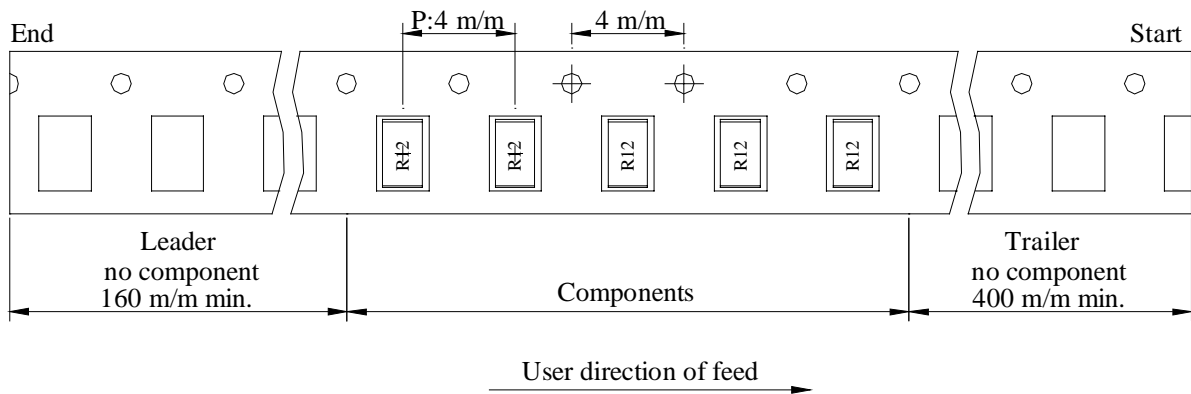 P:4 m/m
4 m/m
End
Start
R12
R12
R12
R12
R12
Leader
no component
160 m/m min.
Components
Trailer
no component
400 m/m min.
User direction of feed